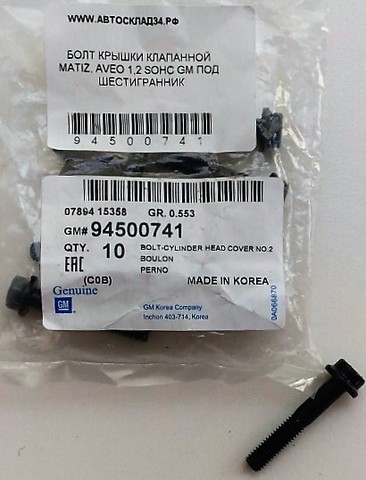 WWW.АВТОСКЛАД34.РФ
БОЛТ КРЫШКИ КЛАПАННОЙ
MATIZ, AVEO 1,2 SOHC GM ПОД
ШЕСТИГРАННИК
94500741
07894 15358 GR. 0.553
GM# 94500741
QTY. 10 BOLT-CYLINDER HEAD COVER NO.2
BOULON
PERNO
EAC
(C0B) MADE IN KOREA
Genuine
GM
GM Korea Company
Inchon 403-714, Korea
0A066870